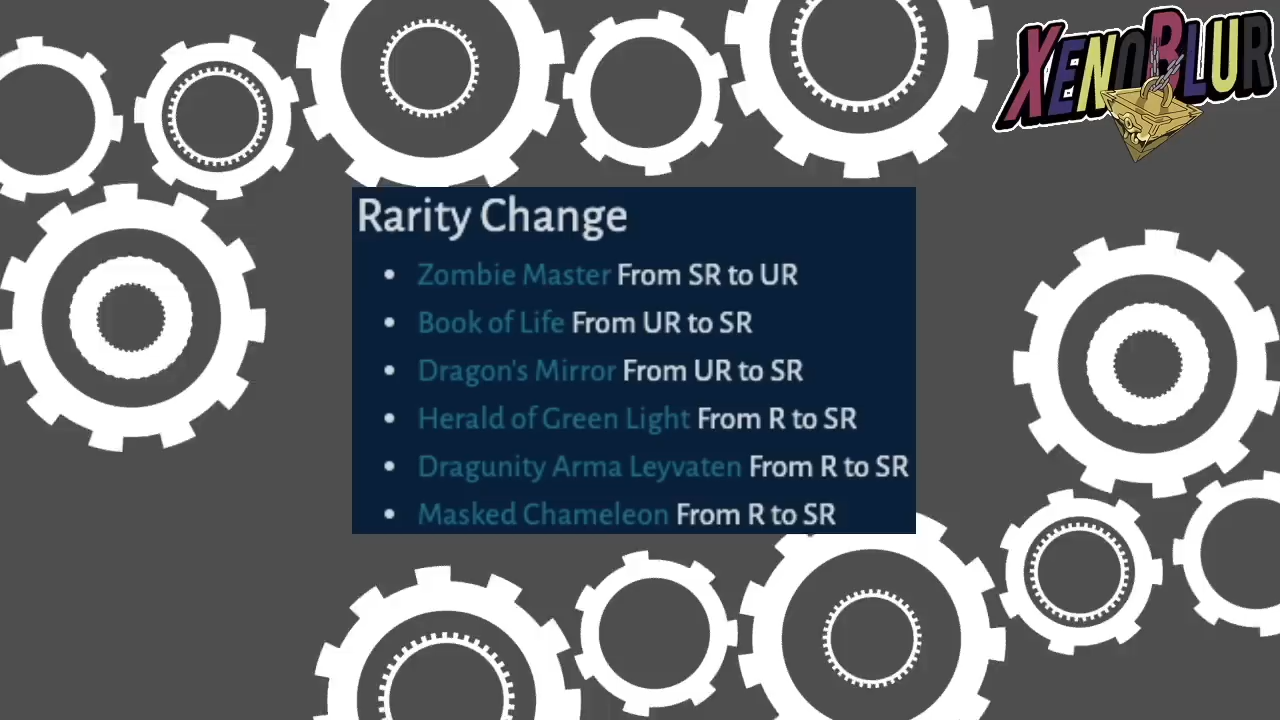 XENOBLUR
Rarity Change
• Zombie Master From SR to UR
• Book of Life From UR to SR
• Dragon's Mirror From UR to SR
• Herald of Green Light From R to SR
• Dragunity Arma Leyvaten From R to SR
• Masked Chameleon From R to SR